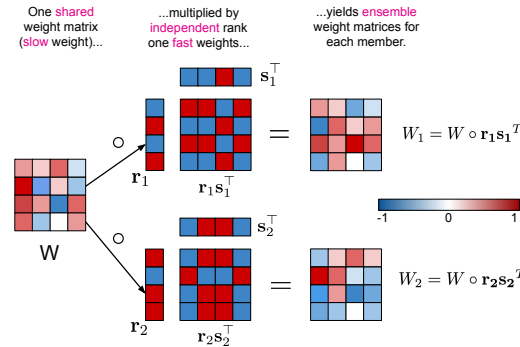 One shared
weight matrix
(slow weight)...
...multiplied by
independent rank
one fast weights...
...yields ensemble
weight matrices for
each member.
s₁^⊤
r₁
r₁s₁^⊤
=
W₁ = W ∘ r₁s₁^T
W
-1 0 1
s₂^⊤
r₂
r₂s₂^⊤
=
W₂ = W ∘ r₂s₂^T